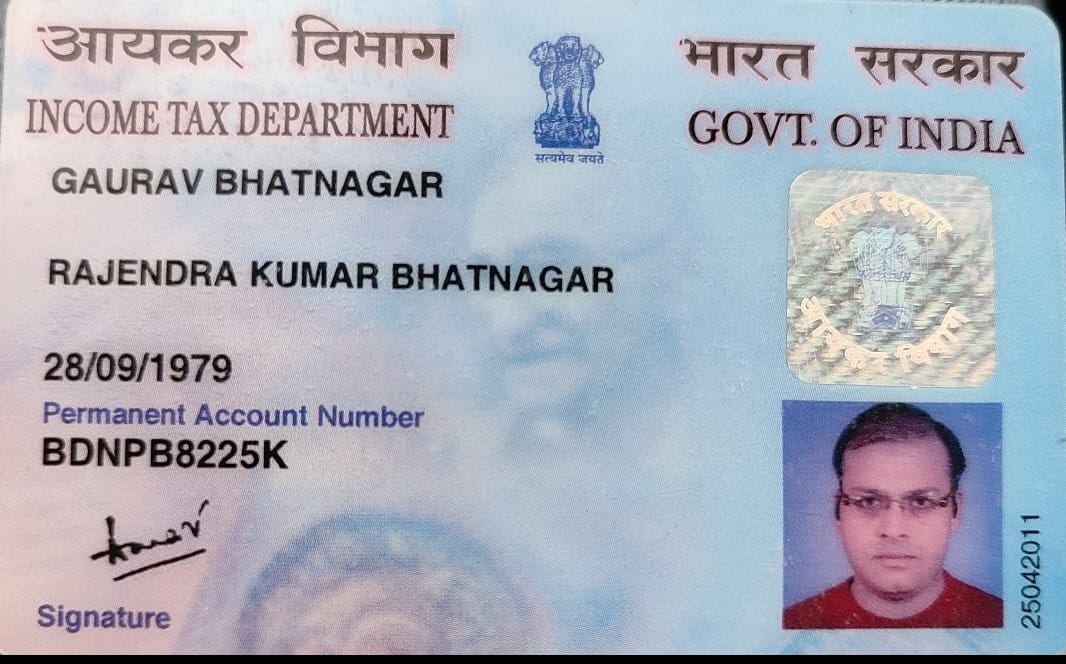 आयकर विभाग
भारत सरकार
INCOME TAX DEPARTMENT
GOVT. OF INDIA
सत्यमेव जयते
GAURAV BHATNAGAR
RAJENDRA KUMAR BHATNAGAR
28/09/1979
Permanent Account Number
BDNPB8225K
Signature
भारत सरकार
आयकर विभाग
25042011